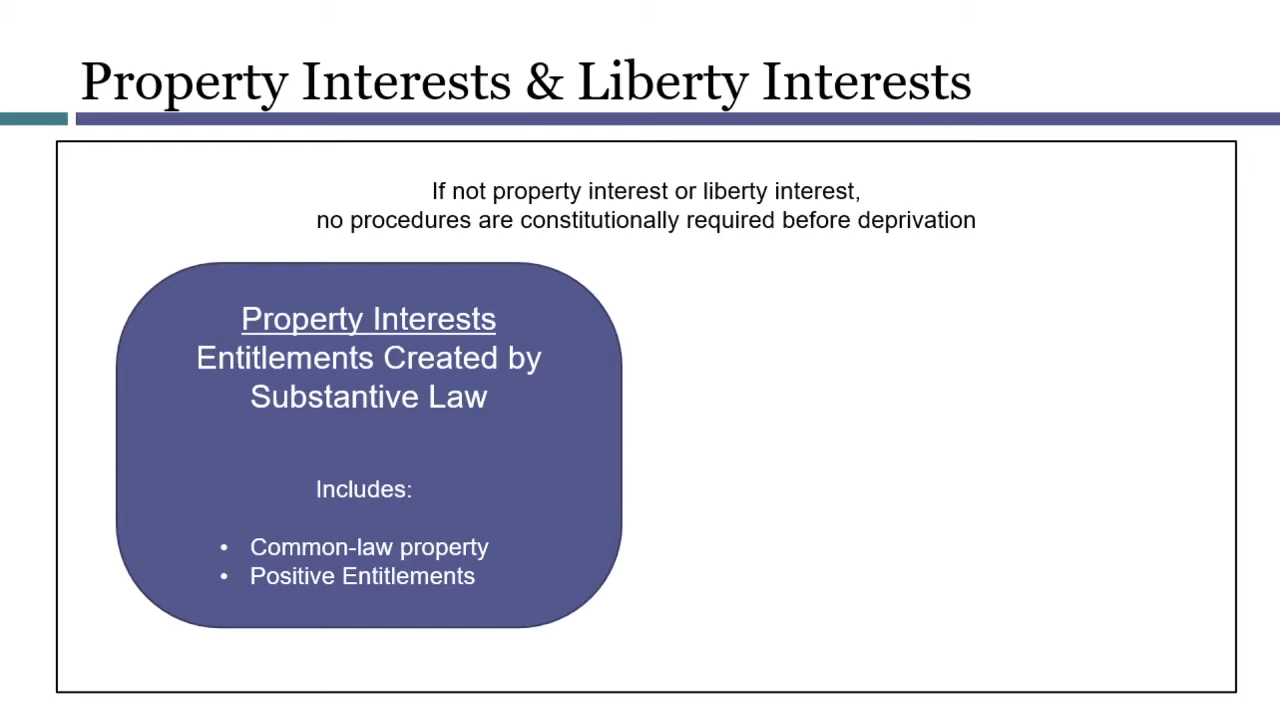 Property Interests & Liberty Interests
If not property interest or liberty interest,
no procedures are constitutionally required before deprivation
Property Interests
Entitlements Created by
Substantive Law
Includes:
• Common-law property
• Positive Entitlements